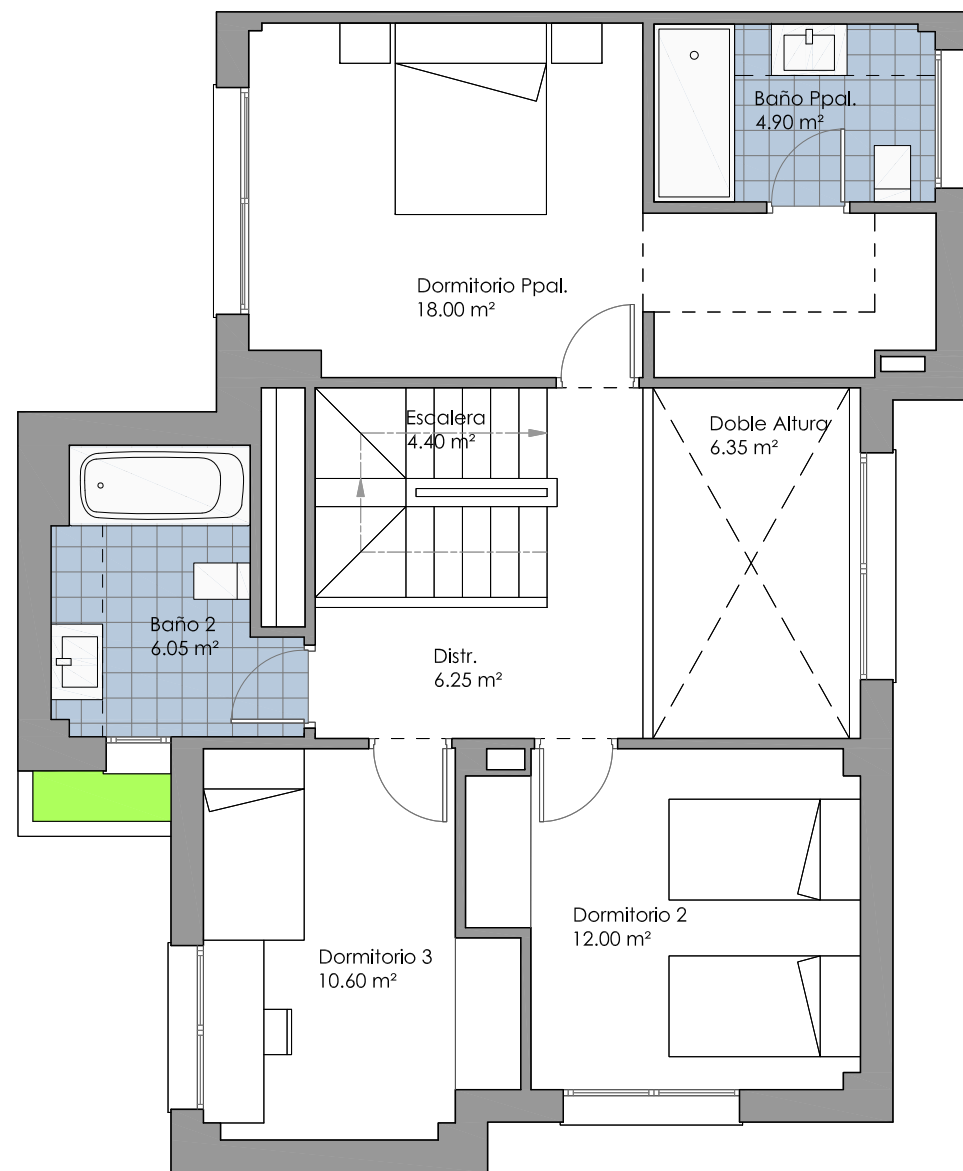 Baño Ppal.
4.90 m²
Dormitorio Ppal.
18.00 m²
Escalera
4.40 m²
Doble Altura
6.35 m²
Baño 2
6.05 m²
Distr.
6.25 m²
Dormitorio 2
12.00 m²
Dormitorio 3
10.60 m²